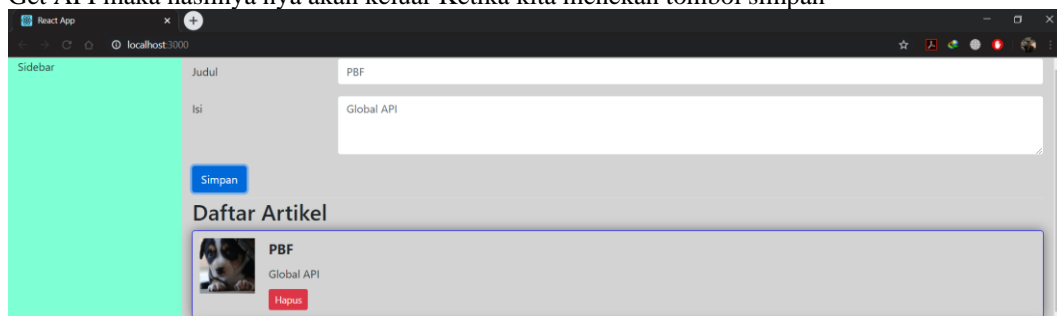 Get API maka hasilnya nya akan keluar Ketika kita menekan tombol simpan
React App
localhost:3000
Sidebar
Judul
PBF
Isi
Global API
Simpan
Daftar Artikel
PBF
Global API
Hapus